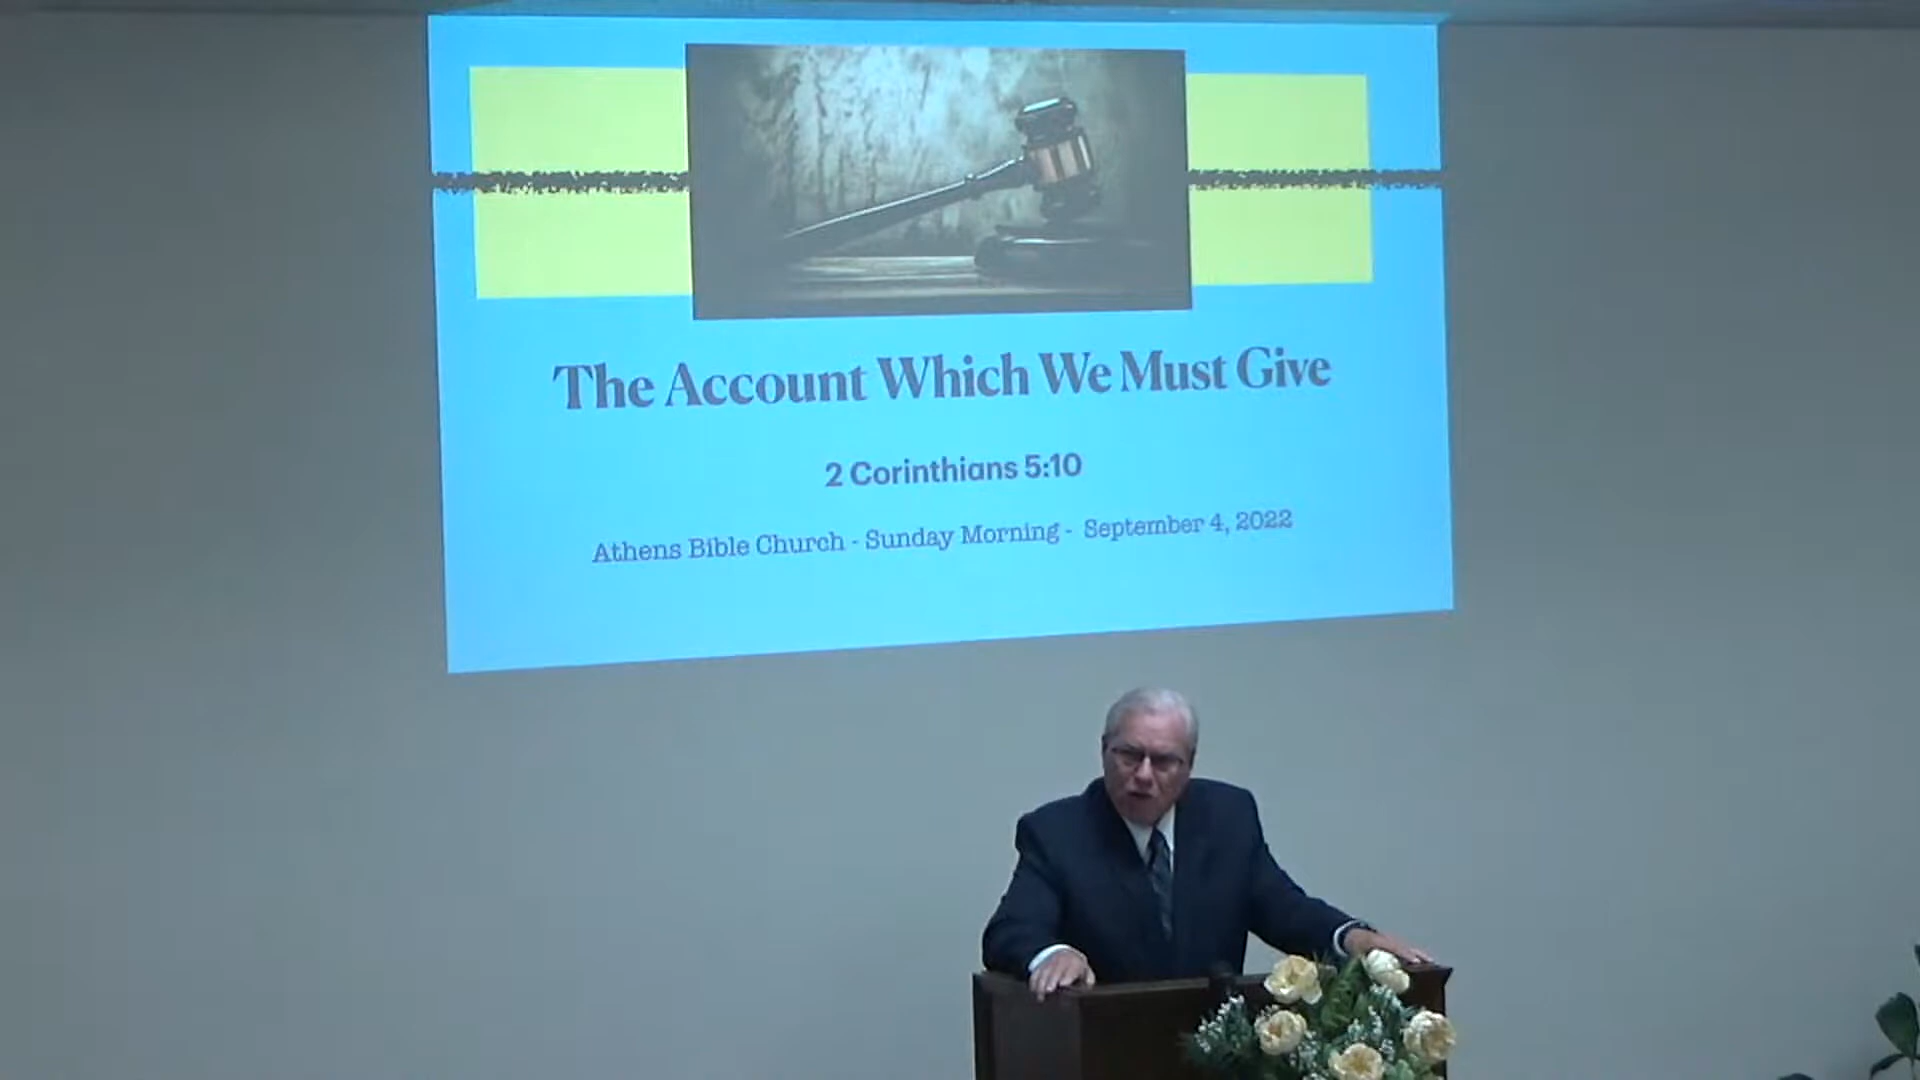 The Account Which We Must Give
2 Corinthians 5:10
Athens Bible Church - Sunday Morning - September 4, 2022